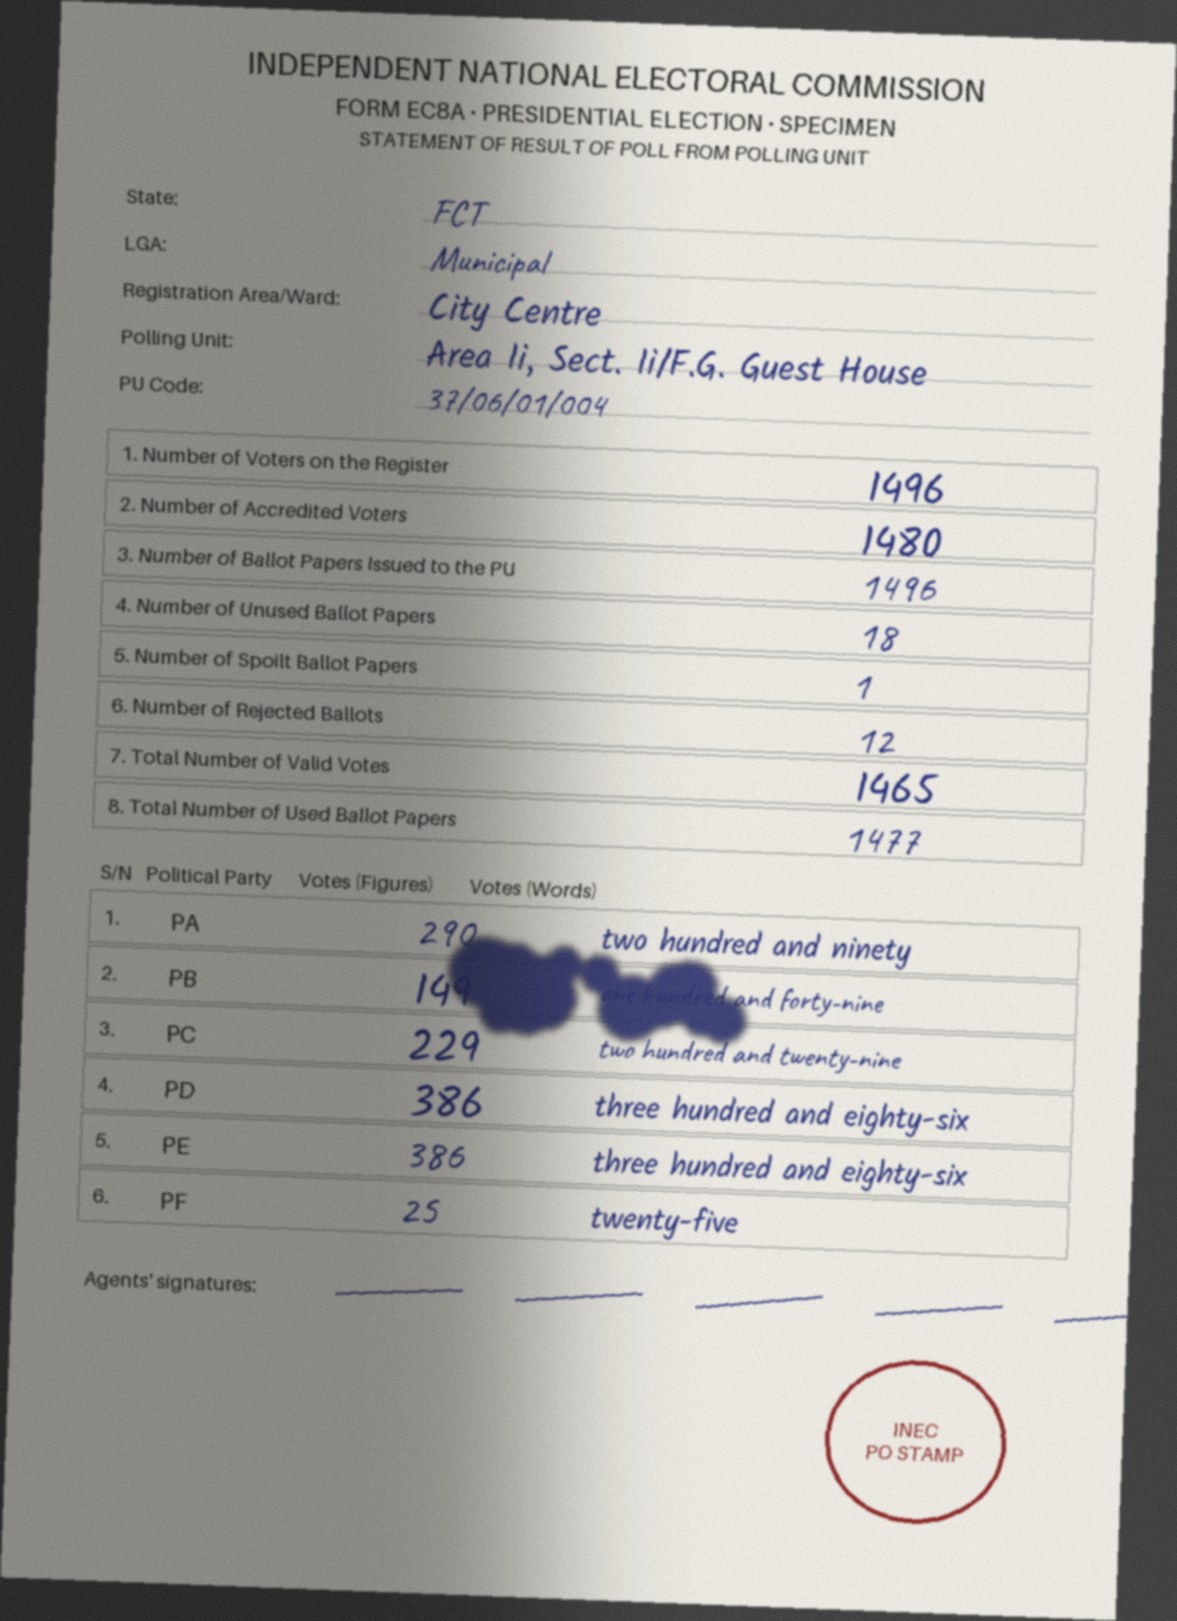 INDEPENDENT NATIONAL ELECTORAL COMMISSION
FORM EC8A · PRESIDENTIAL ELECTION · SPECIMEN
STATEMENT OF RESULT OF POLL FROM POLLING UNIT
State: FCT
LGA: Municipal
Registration Area/Ward: City Centre
Polling Unit: Area Ii, Sect. Ii/F.G. Guest House
PU Code: 37/06/01/004
1. Number of Voters on the Register 1496
2. Number of Accredited Voters 1480
3. Number of Ballot Papers Issued to the PU 1496
4. Number of Unused Ballot Papers 18
5. Number of Spoilt Ballot Papers 1
6. Number of Rejected Ballots 12
7. Total Number of Valid Votes 1465
8. Total Number of Used Ballot Papers 1477
S/N Political Party Votes (Figures) Votes (Words)
1. PA 290 two hundred and ninety
2. PB 149 one hundred and forty-nine
3. PC 229 two hundred and twenty-nine
4. PD 386 three hundred and eighty-six
5. PE 386 three hundred and eighty-six
6. PF 25 twenty-five
Agents' signatures:
INEC
PO STAMP